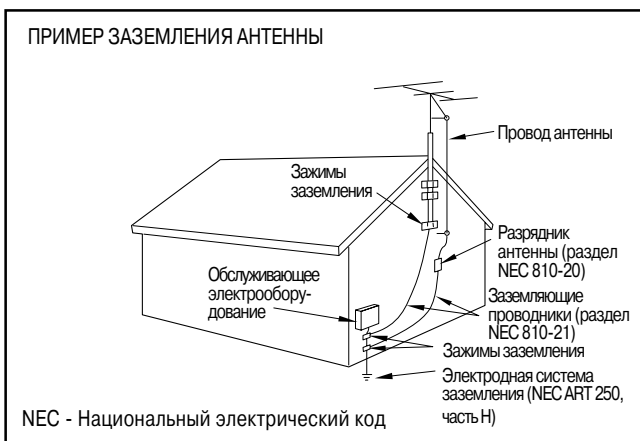 ПРИМЕР ЗАЗЕМЛЕНИЯ АНТЕННЫ
Провод антенны
Зажимы
заземления
Разрядник
антенны (раздел
NEC 810-20)
Обслуживающее
электрообору-
дование
Заземляющие
проводники (раздел
NEC 810-21)
Зажимы заземления
Электродная система
заземления (NEC ART 250,
часть H)
NEC - Национальный электрический код